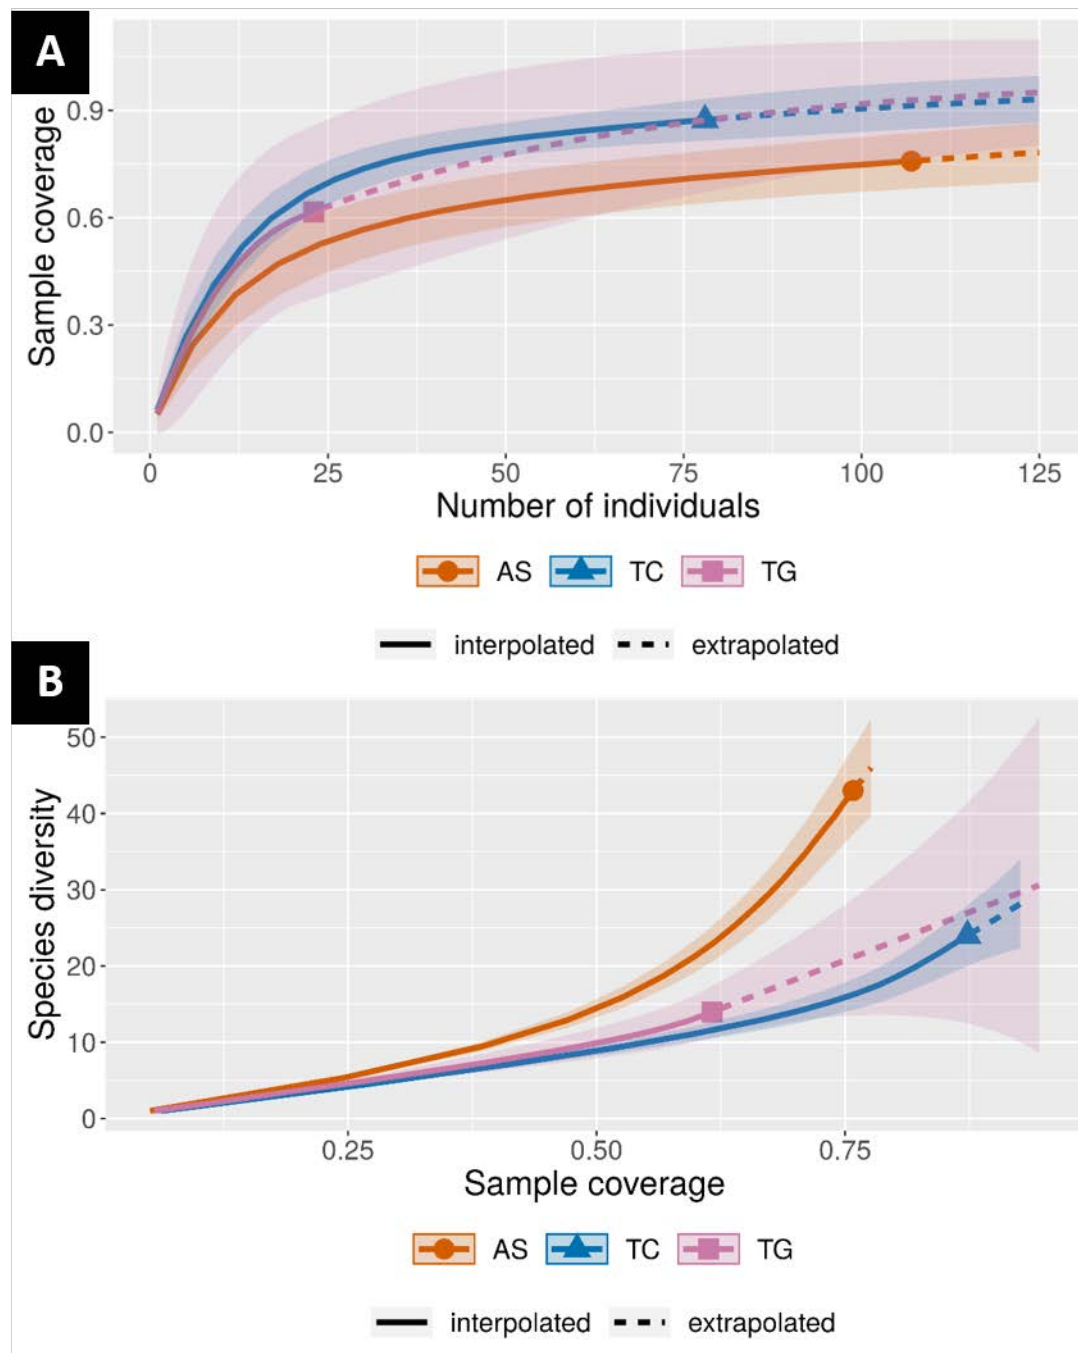 A
Sample coverage
0.9
0.6
0.3
0.0
0 25 50 75 100 125
Number of individuals
AS TC TG
interpolated extrapolated
B
Species diversity
50
40
30
20
10
0
0.25 0.50 0.75
Sample coverage
AS TC TG
interpolated extrapolated